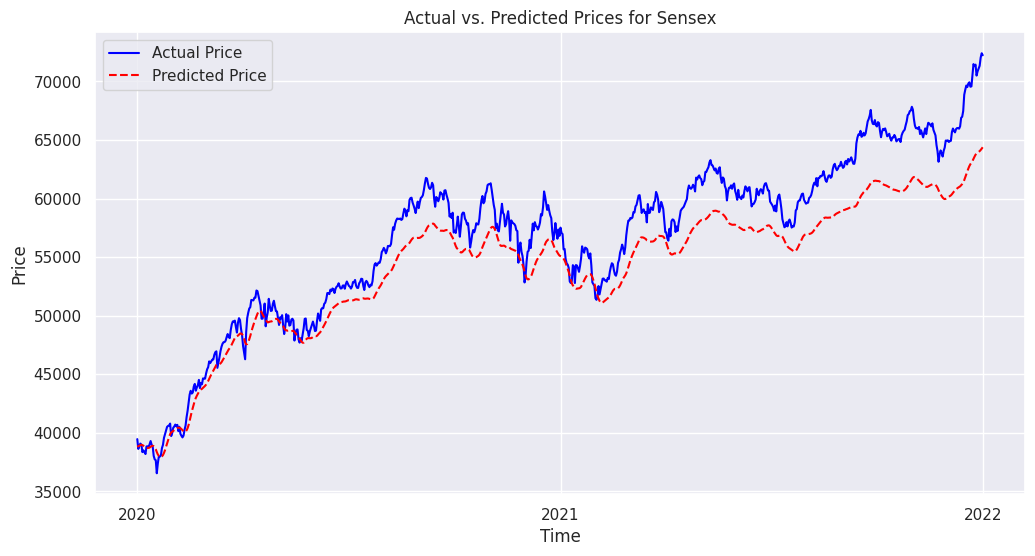 Actual vs. Predicted Prices for Sensex
Actual Price
Predicted Price
70000
65000
60000
55000
50000
45000
40000
35000
Price
2020
2021
2022
Time